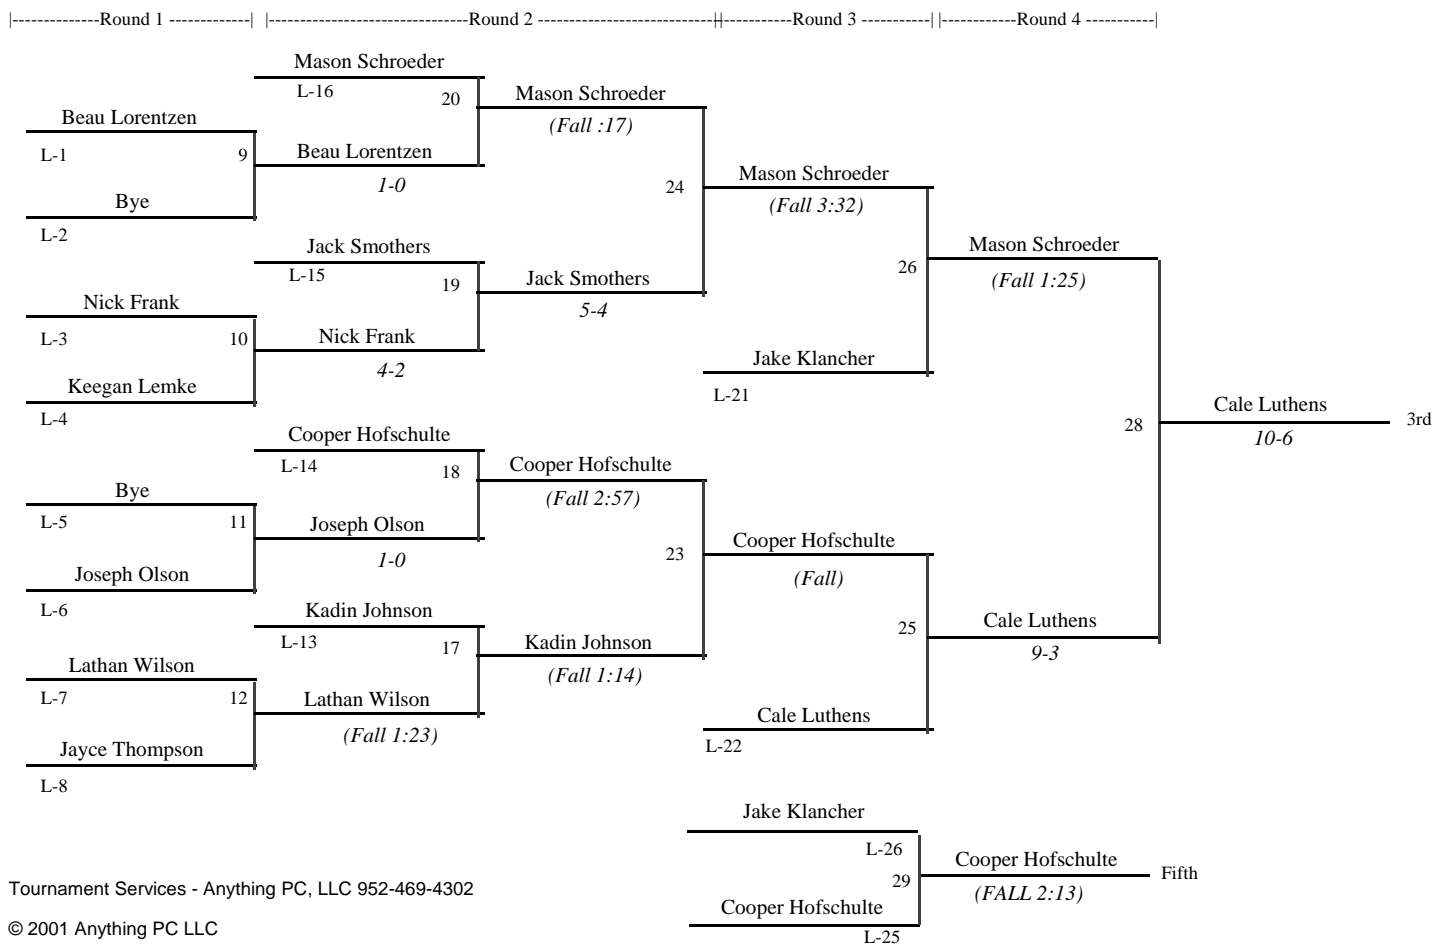 |------------Round 1 -------------| |-----------------------------Round 2 --------------------------||-----------Round 3 -----------| |------------Round 4 -----------|
Mason Schroeder
L-16
20
Mason Schroeder
(Fall :17)
Beau Lorentzen
L-1
9
Beau Lorentzen
1-0
Bye
L-2
24
Mason Schroeder
(Fall 3:32)
Jack Smothers
L-15
19
Jack Smothers
5-4
Nick Frank
L-3
10
Nick Frank
4-2
Keegan Lemke
L-4
26
Mason Schroeder
(Fall 1:25)
Jake Klancher
L-21
28
Cale Luthens
10-6
3rd
Cooper Hofschulte
L-14
18
Cooper Hofschulte
(Fall 2:57)
Bye
L-5
11
Joseph Olson
1-0
Joseph Olson
L-6
23
Cooper Hofschulte
(Fall)
Kadin Johnson
L-13
17
Kadin Johnson
(Fall 1:14)
Lathan Wilson
L-7
12
Lathan Wilson
(Fall 1:23)
Jayce Thompson
L-8
25
Cale Luthens
9-3
Cale Luthens
L-22
Jake Klancher
L-26
29
Cooper Hofschulte
(FALL 2:13)
Fifth
Cooper Hofschulte
L-25
Tournament Services - Anything PC, LLC 952-469-4302
© 2001 Anything PC LLC